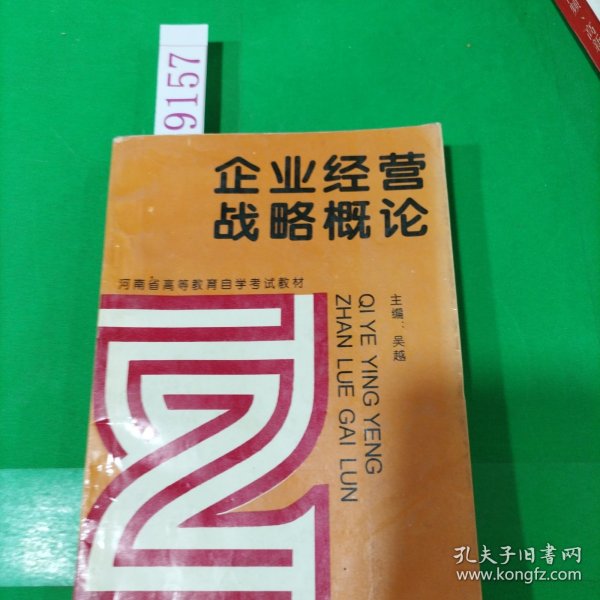 9157
企业经营
战略概论
河南省高等教育自学考试教材
主编：吴越
QI YE YING YENG
ZHAN LUE GAI LUN
孔夫子旧书网
www.kongfz.com